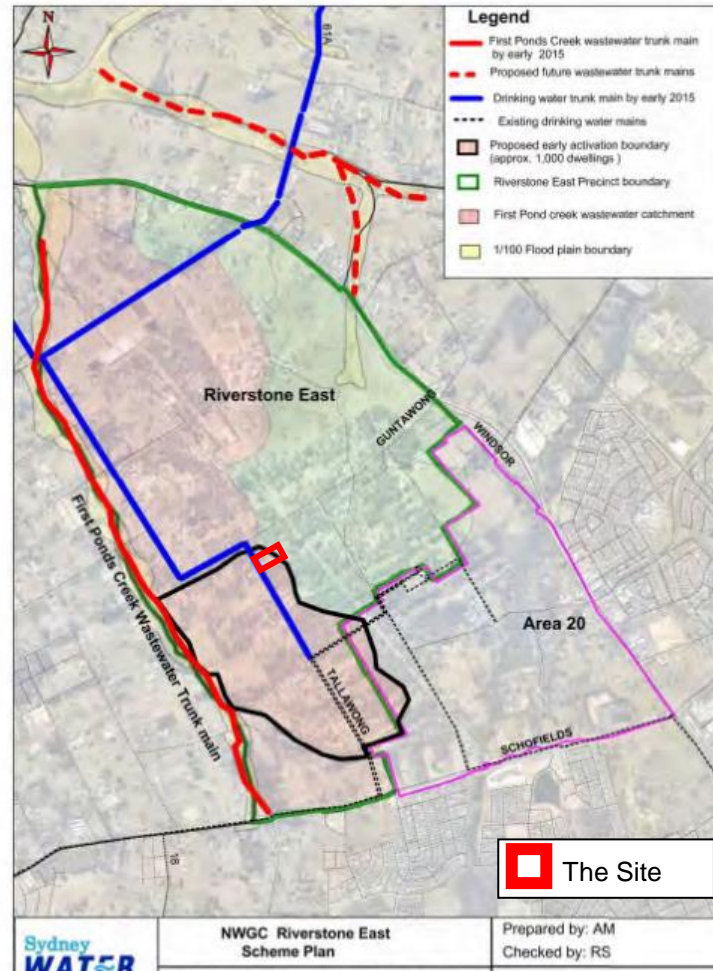 N
61A
Legend
First Ponds Creek wastewater trunk main
by early 2015
Proposed future wastewater trunk mains
Drinking water trunk main by early 2015
Existing drinking water mains
Proposed early activation boundary
(approx. 1,000 dwellings )
Riverstone East Precinct boundary
First Pond creek wastewater catchment
1/100 Flood plain boundary
Riverstone East
GUNTAWONG
WINDSOR
First Ponds Creek Wastewater Trunk main
Area 20
TALLAWONG
SCHOFIELDS
18
The Site
Sydney
WATER
NWGC Riverstone East
Scheme Plan
Prepared by: AM
Checked by: RS